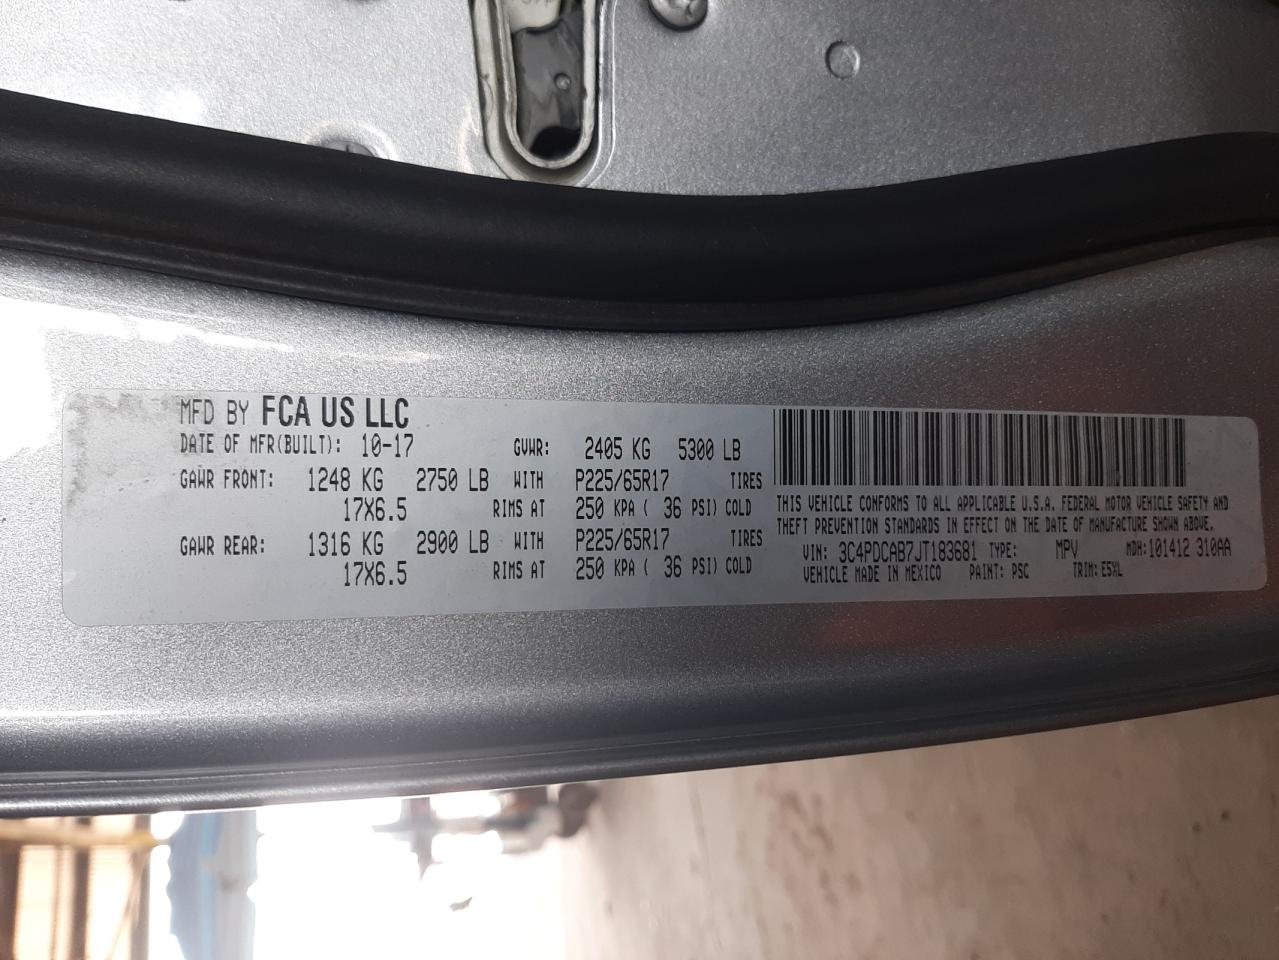 MFD BY FCA US LLC
DATE OF MFR(BUILT): 10-17 GVWR: 2405 KG 5300 LB
GAWR FRONT: 1248 KG 2750 LB WITH P225/65R17 TIRES
17X6.5 RIMS AT 250 KPA ( 36 PSI) COLD
GAWR REAR: 1316 KG 2900 LB WITH P225/65R17 TIRES
17X6.5 RIMS AT 250 KPA ( 36 PSI) COLD
THIS VEHICLE CONFORMS TO ALL APPLICABLE U.S.A. FEDERAL MOTOR VEHICLE SAFETY AND
THEFT PREVENTION STANDARDS IN EFFECT ON THE DATE OF MANUFACTURE SHOWN ABOVE.
VIN: 3C4PDCAB7JT183681 TYPE: MPV MDH: 101412 310AA
VEHICLE MADE IN MEXICO PAINT: PSC TRIM: E5XL